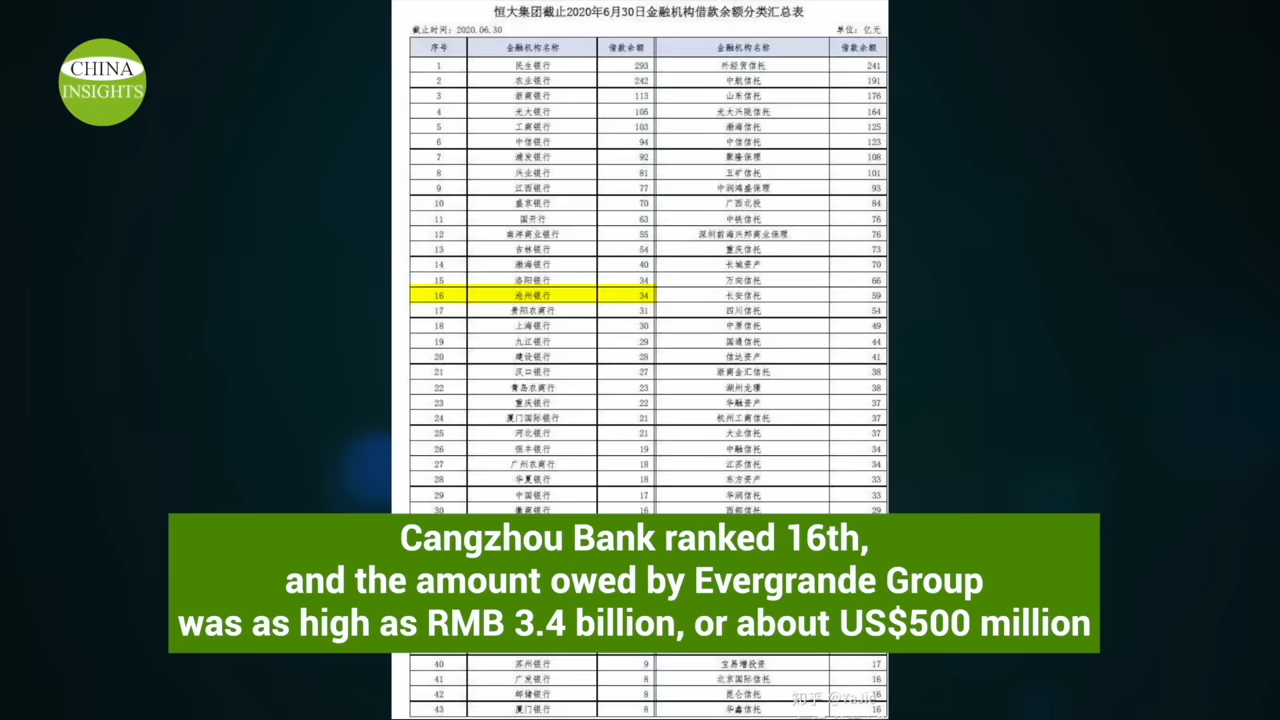 恒大集团截止2020年6月30日金融机构借款余额分类汇总表
截止时间：2020.06.30 单位：亿元
CHINA
INSIGHTS
序号 金融机构名称 借款余额 金融机构名称 借款余额
1 民生银行 293 外经贸信托 241
2 农业银行 242 中航信托 191
3 浙商银行 113 山东信托 176
4 光大银行 105 光大兴陇信托 164
5 工商银行 103 渤海信托 125
6 中信银行 94 中信信托 123
7 浦发银行 92 聚隆保理 108
8 兴业银行 81 五矿信托 101
9 江西银行 77 中润鸿盛保理 93
10 盛京银行 70 广西北投 84
11 国开行 63 中铁信托 76
12 南洋商业银行 55 深圳前海兴邦商业保理 76
13 吉林银行 54 重庆信托 73
14 渤海银行 40 长城资产 70
15 洛阳银行 34 万向信托 66
16 沧州银行 34 长安信托 59
17 贵阳农商行 31 四川信托 54
18 上海银行 30 中原信托 49
19 九江银行 29 国通信托 44
20 建设银行 28 信达资产 41
21 汉口银行 27 浙商金汇信托 38
22 青岛农商行 23 湖州龙 38
23 重庆银行 22 华融资产 37
24 厦门国际银行 21 杭州工商信托 37
25 河北银行 21 大业信托 37
26 恒丰银行 19 中融信托 34
27 广州农商行 18 江苏信托 34
28 华夏银行 18 东方资产 33
29 中国银行 17 华润信托 33
30 徽商银行 16 西部信托 29
Cangzhou Bank ranked 16th,
and the amount owed by Evergrande Group
was as high as RMB 3.4 billion, or about US$500 million
40 苏州银行 9 宝易增投资 17
41 广发银行 8 北京国际信托 16
42 邮储银行 8 昆仑信托 16
43 厦门银行 8 华鑫信托 16
知乎